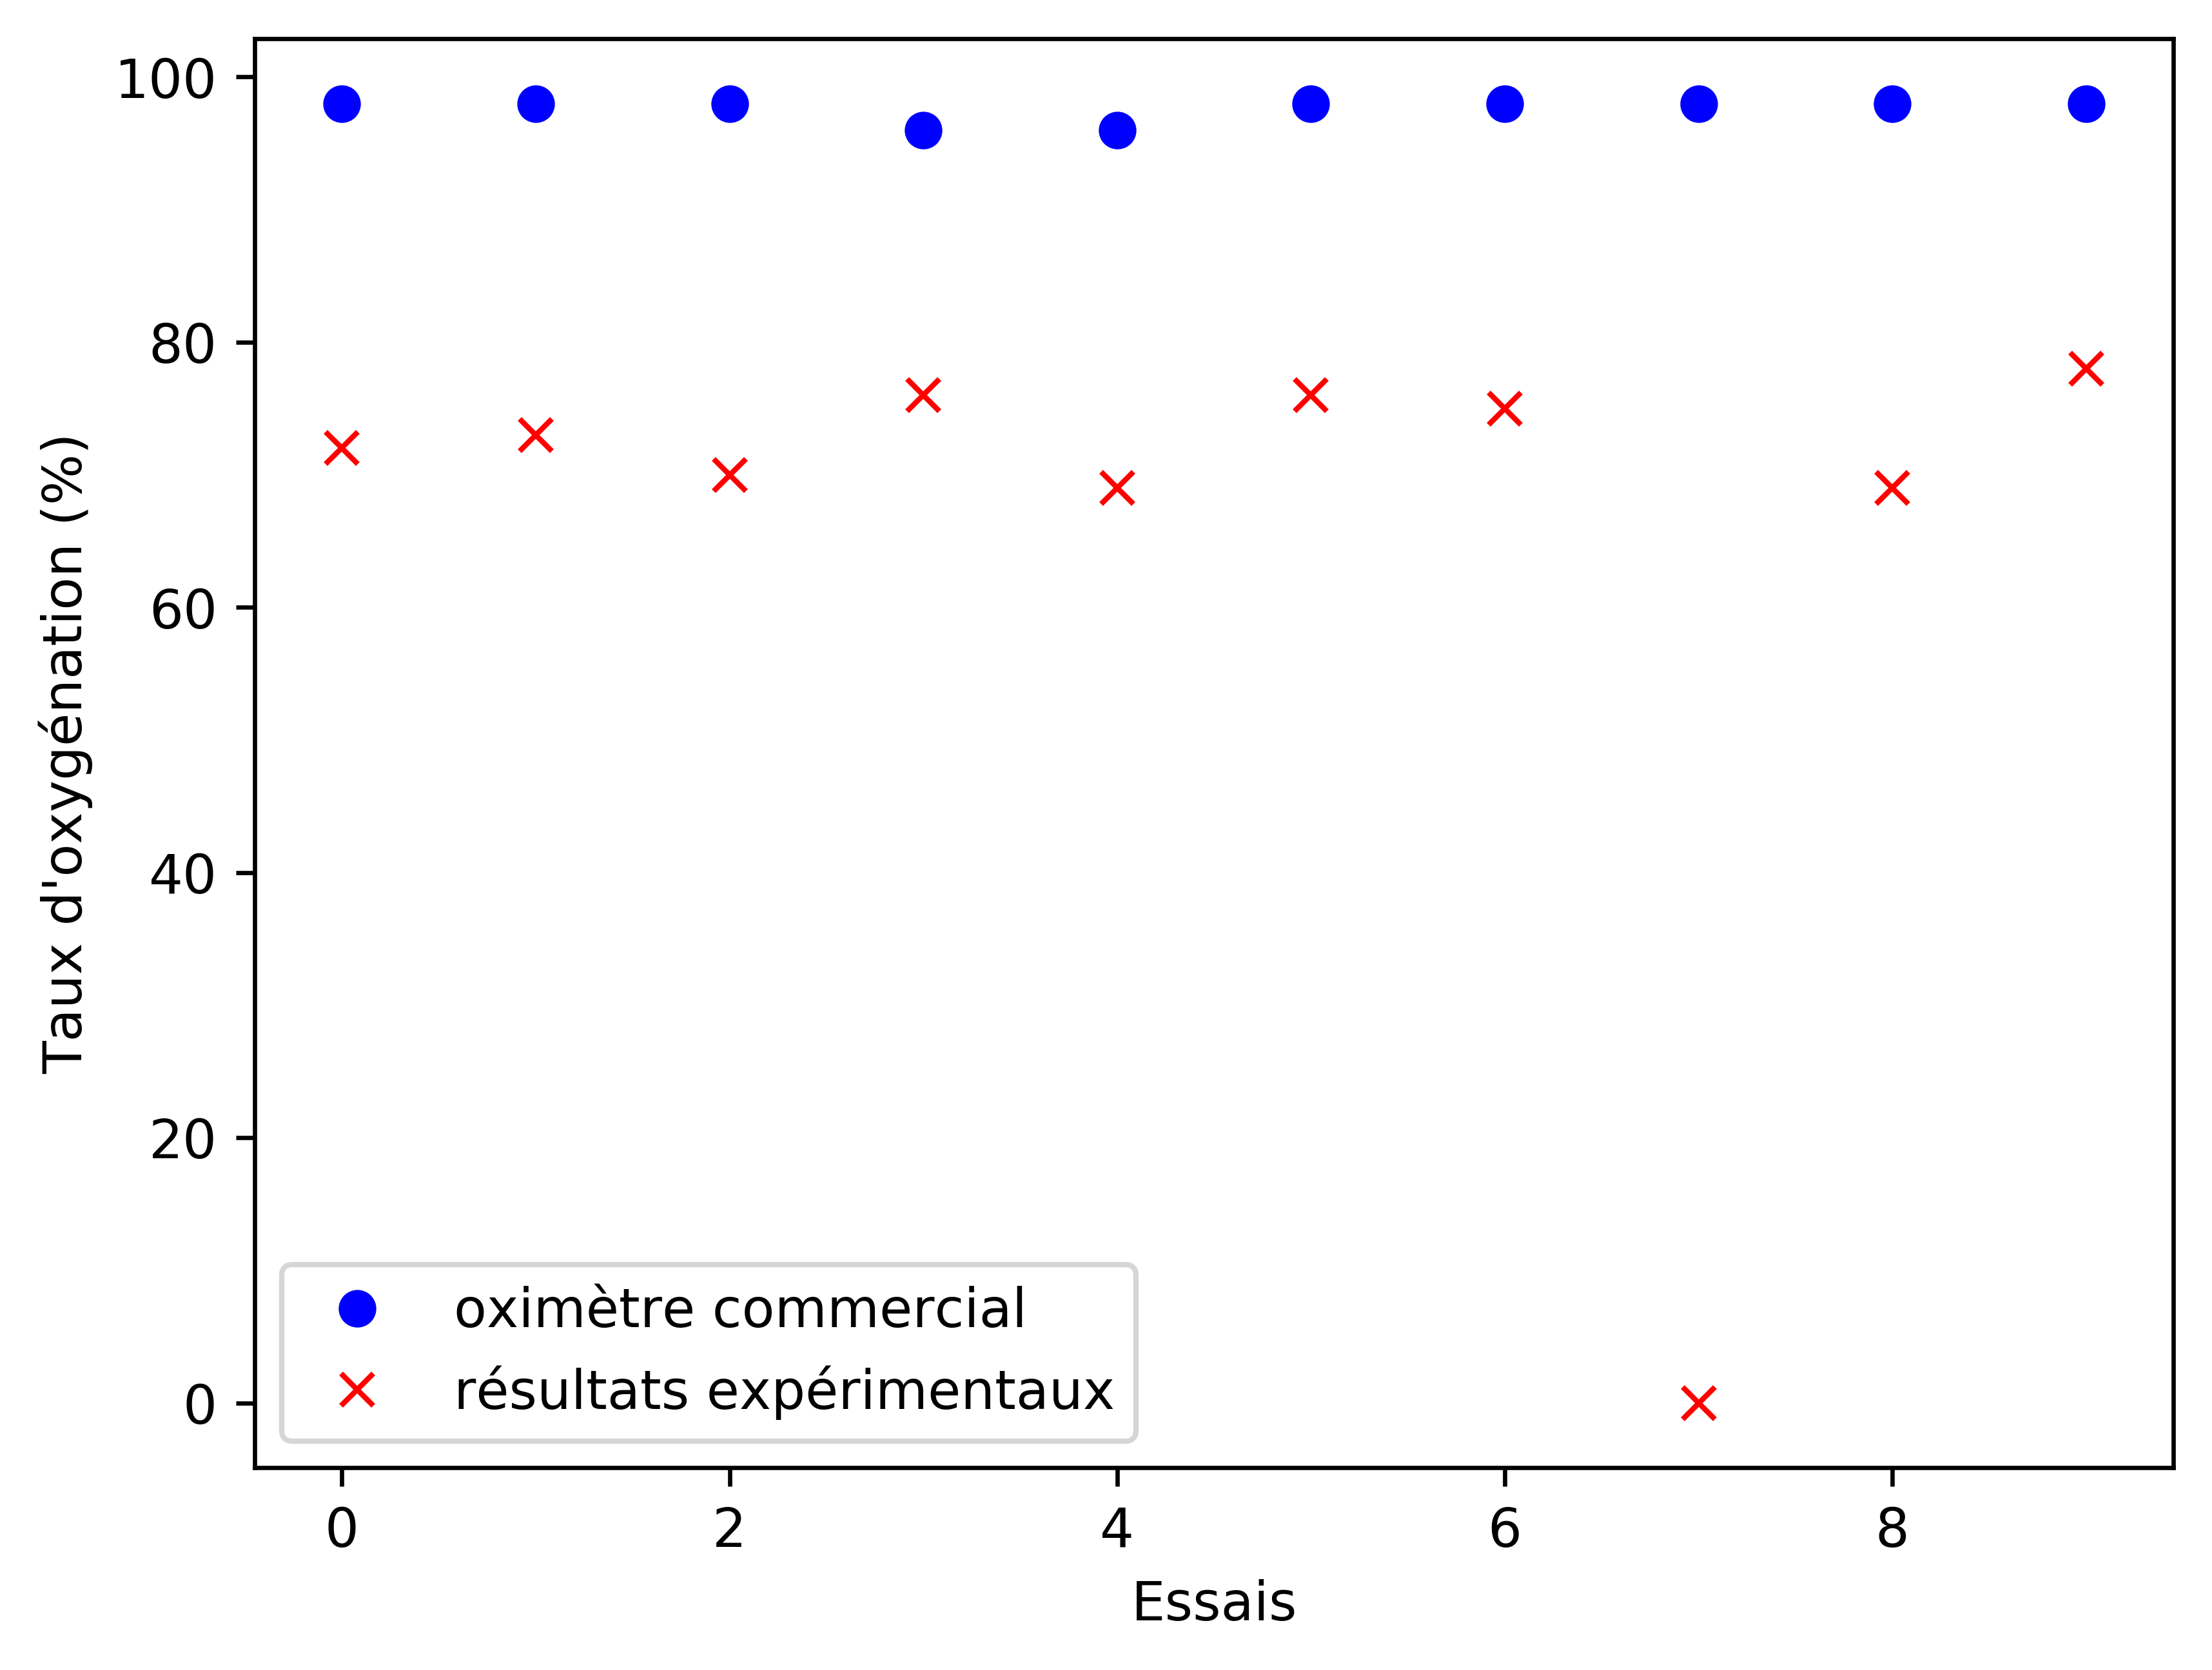 100
80
60
40
20
0
Taux d'oxygénation (%)
oximètre commercial
résultats expérimentaux
0 2 4 6 8
Essais